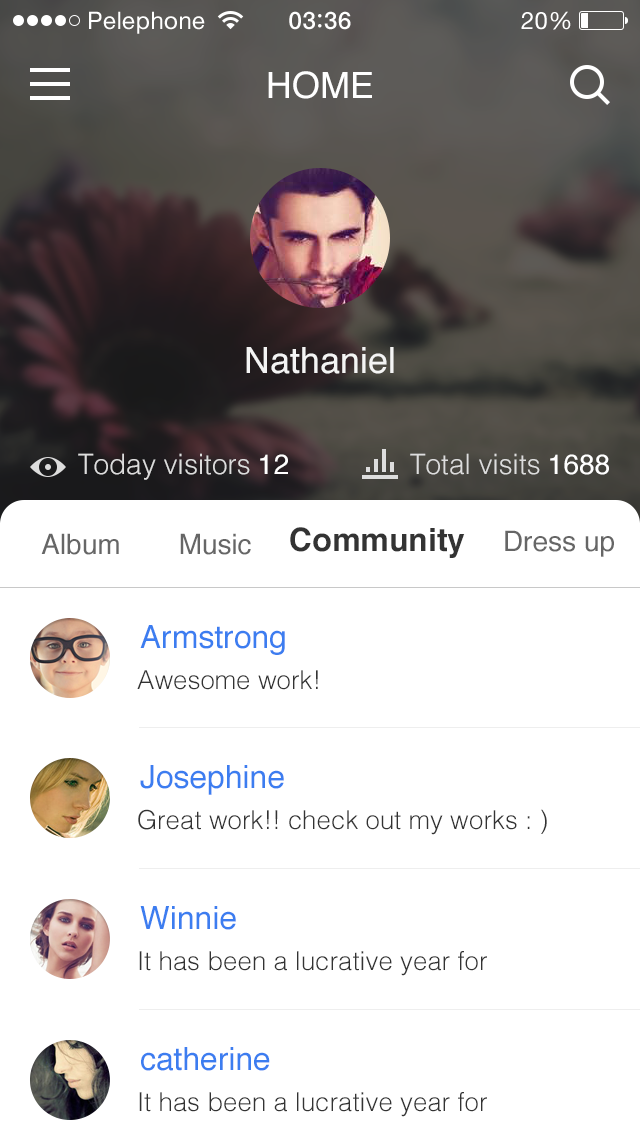 Pelephone 03:36 20%
HOME
Nathaniel
Today visitors 12 Total visits 1688
Album Music Community Dress up
Armstrong
Awesome work!
Josephine
Great work!! check out my works : )
Winnie
It has been a lucrative year for
catherine
It has been a lucrative year for